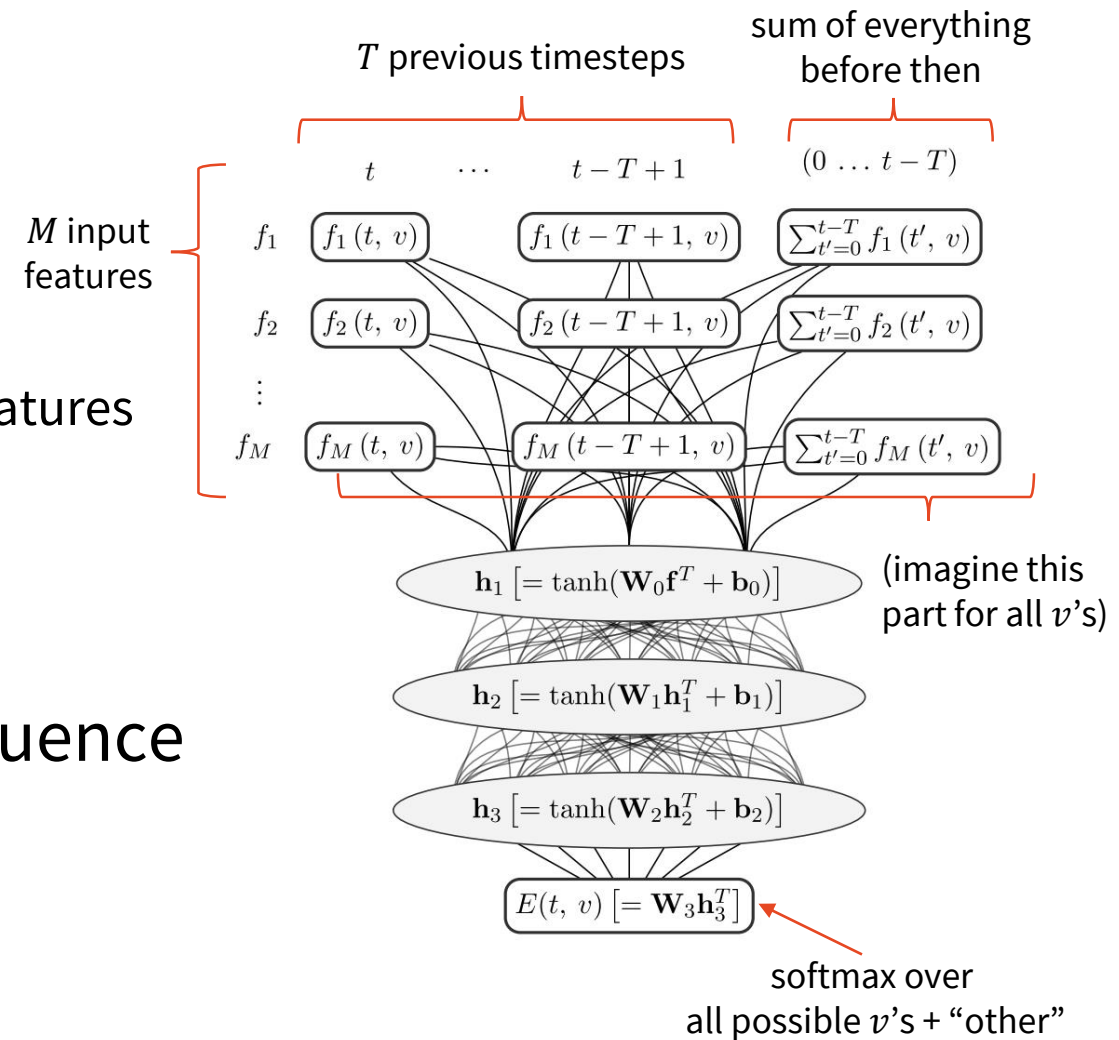 sum of everything
before then
T previous timesteps
t ⋯ t − T + 1 (0 … t − T)
M input
features
f₁ f₁ (t, v) f₁ (t − T + 1, v) ∑ᵗ⁻ᵀₜ′₌₀ f₁ (t′, v)
f₂ f₂ (t, v) f₂ (t − T + 1, v) ∑ᵗ⁻ᵀₜ′₌₀ f₂ (t′, v)
⋮
atures
f_M f_M (t, v) f_M (t − T + 1, v) ∑ᵗ⁻ᵀₜ′₌₀ f_M (t′, v)
h₁ [= tanh(W₀fᵀ + b₀)]
(imagine this
part for all v's)
h₂ [= tanh(W₁h₁ᵀ + b₁)]
uence
h₃ [= tanh(W₂h₂ᵀ + b₂)]
E(t, v) [= W₃h₃ᵀ]
softmax over
all possible v's + “other”